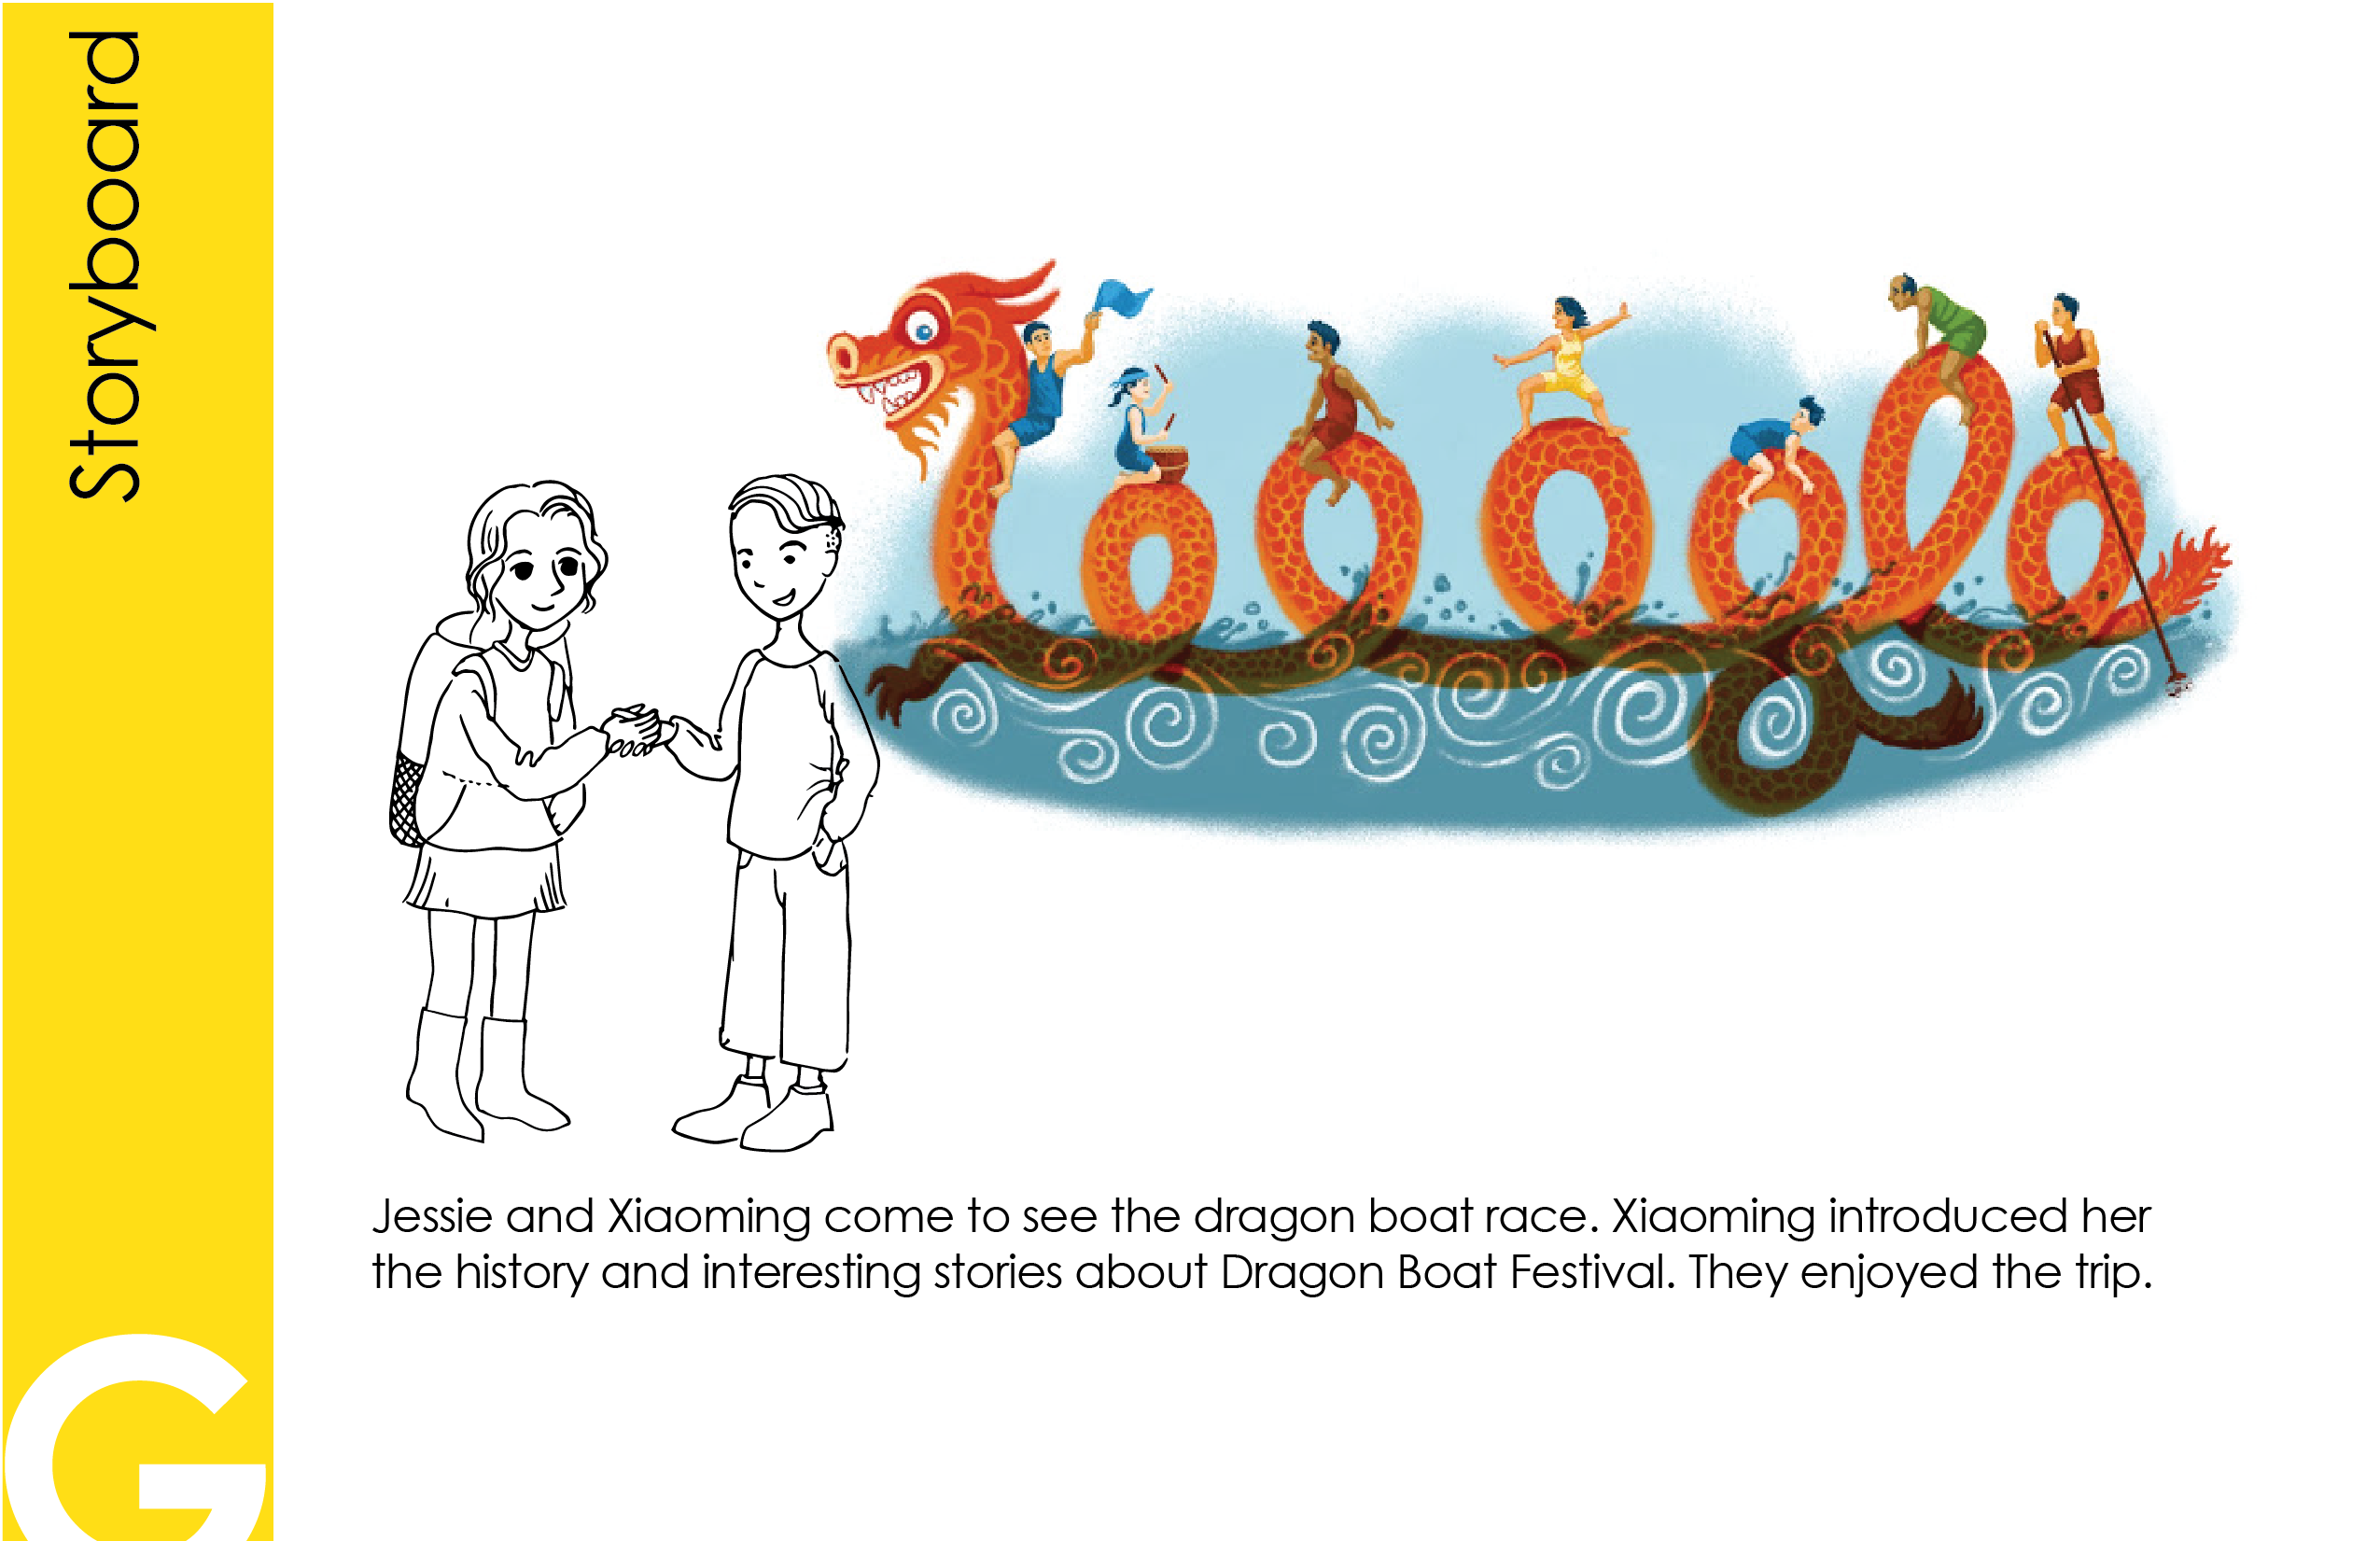 Storyboard
Jessie and Xiaoming come to see the dragon boat race. Xiaoming introduced her
the history and interesting stories about Dragon Boat Festival. They enjoyed the trip.
G